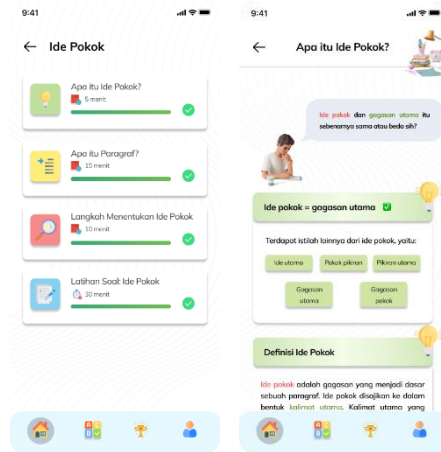 9:41
Ide Pokok
Apa itu Ide Pokok?
5 menit
Apa itu Paragraf?
15 menit
Langkah Menentukan Ide Pokok
10 menit
Latihan Soal: Ide Pokok
30 menit
9:41
Apa itu Ide Pokok?
Ide pokok dan gagasan utama itu
sebenarnya sama atau beda sih?
Ide pokok = gagasan utama
Terdapat istilah lainnya dari ide pokok, yaitu:
Ide utama
Pokok pikiran
Pikiran utama
Gagasan
utama
Gagasan
pokok
Definisi Ide Pokok
Ide pokok adalah gagasan yang menjadi dasar
sebuah paragraf. Ide pokok disajikan ke dalam
bentuk kalimat utama. Kalimat utama yang